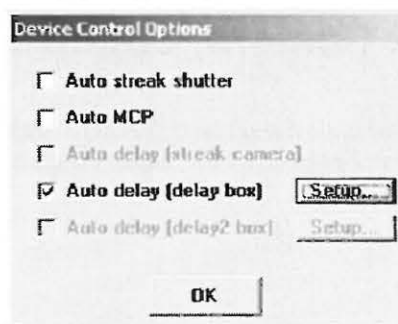 Device Control Options
Auto streak shutter
Auto MCP
Auto delay [streak camera]
Auto delay [delay box] Setup...
Auto delay [delay2 box] Setup...
OK